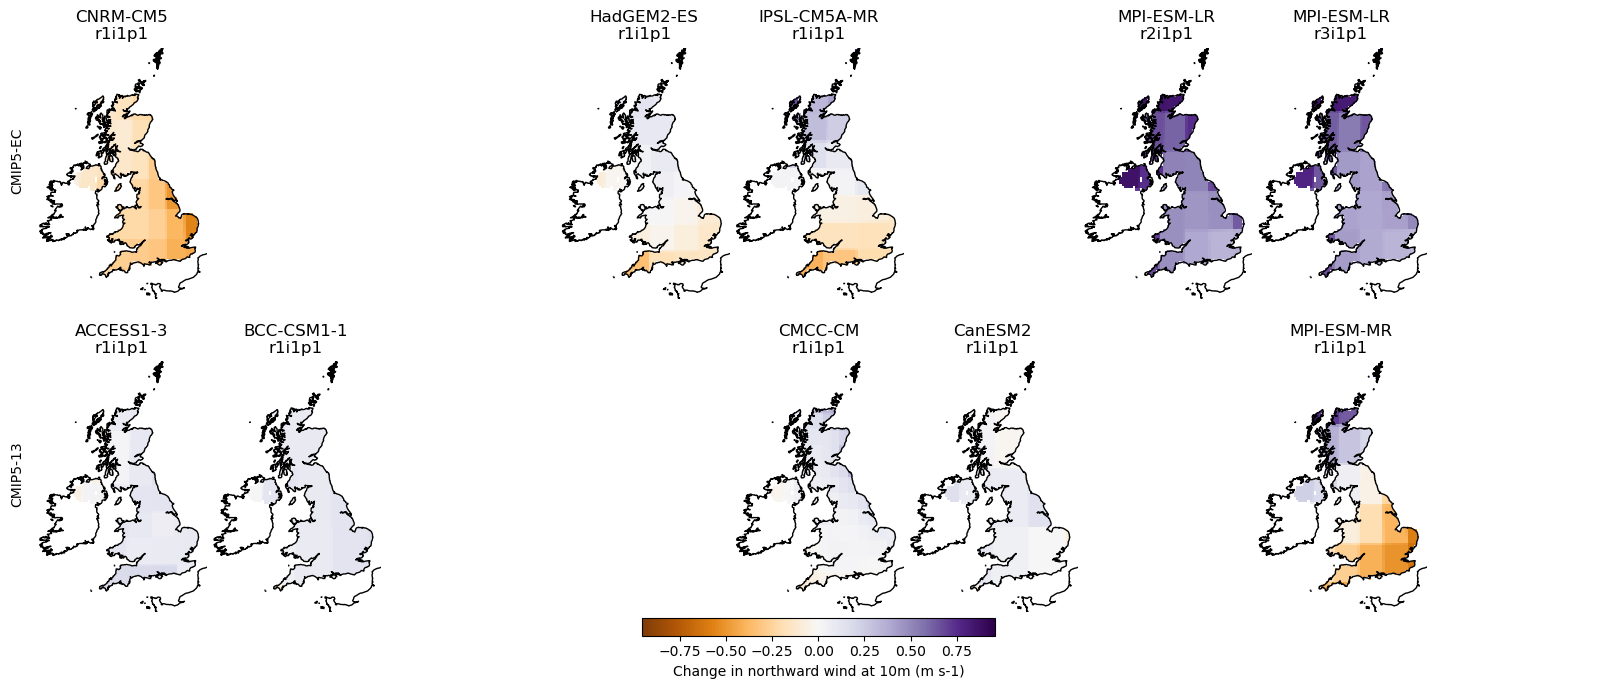 CNRM-CM5
r1i1p1
HadGEM2-ES
r1i1p1
IPSL-CM5A-MR
r1i1p1
MPI-ESM-LR
r2i1p1
MPI-ESM-LR
r3i1p1
CMIP5-EC
ACCESS1-3
r1i1p1
BCC-CSM1-1
r1i1p1
CMCC-CM
r1i1p1
CanESM2
r1i1p1
MPI-ESM-MR
r1i1p1
CMIP5-13
−0.75 −0.50 −0.25 0.00 0.25 0.50 0.75
Change in northward wind at 10m (m s-1)